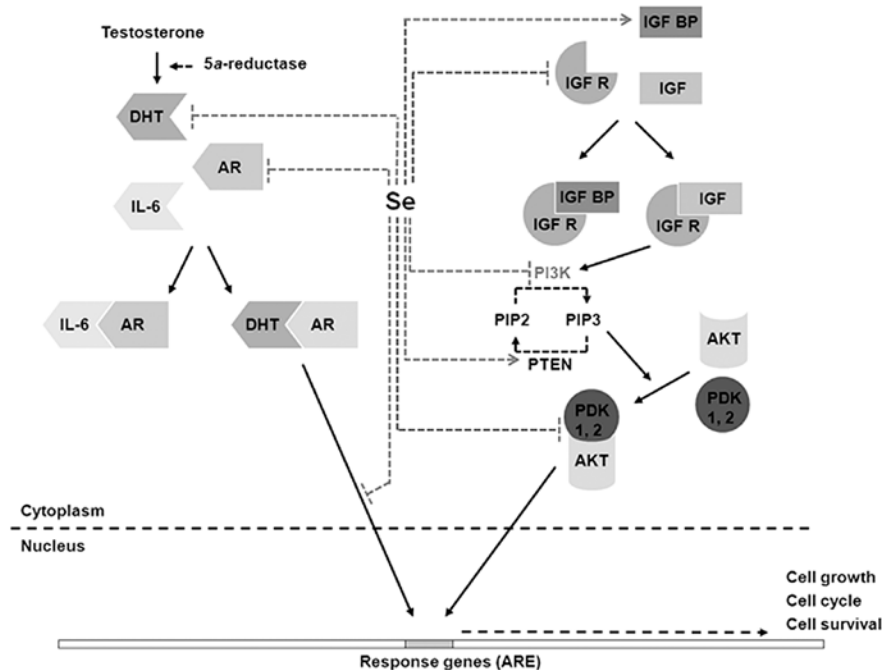 Testosterone
5a-reductase
DHT
AR
IL-6
IL-6
AR
DHT
AR
Se
IGF BP
IGF R
IGF
IGF BP
IGF R
IGF
IGF R
PI3K
PIP2
PIP3
PTEN
AKT
PDK
1, 2
PDK
1, 2
AKT
Cytoplasm
Nucleus
Cell growth
Cell cycle
Cell survival
Response genes (ARE)